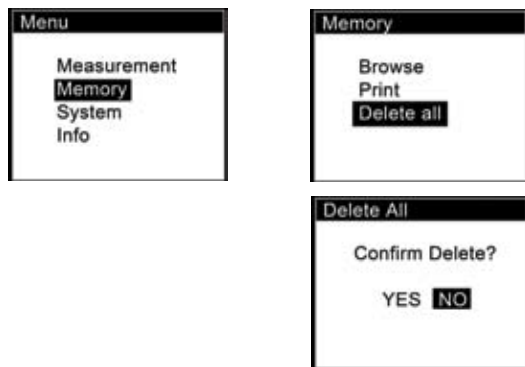 Menu
Measurement
Memory
System
Info
Memory
Browse
Print
Delete all
Delete All
Confirm Delete?
YES NO